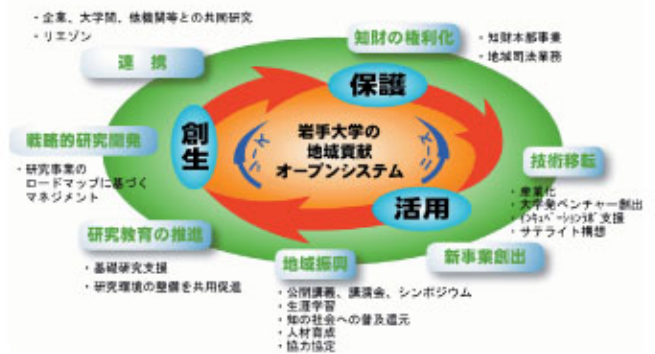 ・企業、大学間、他機関等との共同研究
・リエゾン
連携
知財の権利化
・知財本部事業
・地域司法業務
保護
創生
岩手大学の
地域貢献
オープンシステム
活用
戦略的研究開発
・研究事業の
ロードマップに基づく
マネジメント
技術移転
・産業化
・大学発ベンチャー創出
・インキュベーションラボ支援
・サテライト構想
研究教育の推進
・基礎研究支援
・研究環境の整備を共用促進
地域振興
・公開講義、講演会、シンポジウム
・生涯学習
・知の社会への普及還元
・人材育成
・協力協定
新事業創出